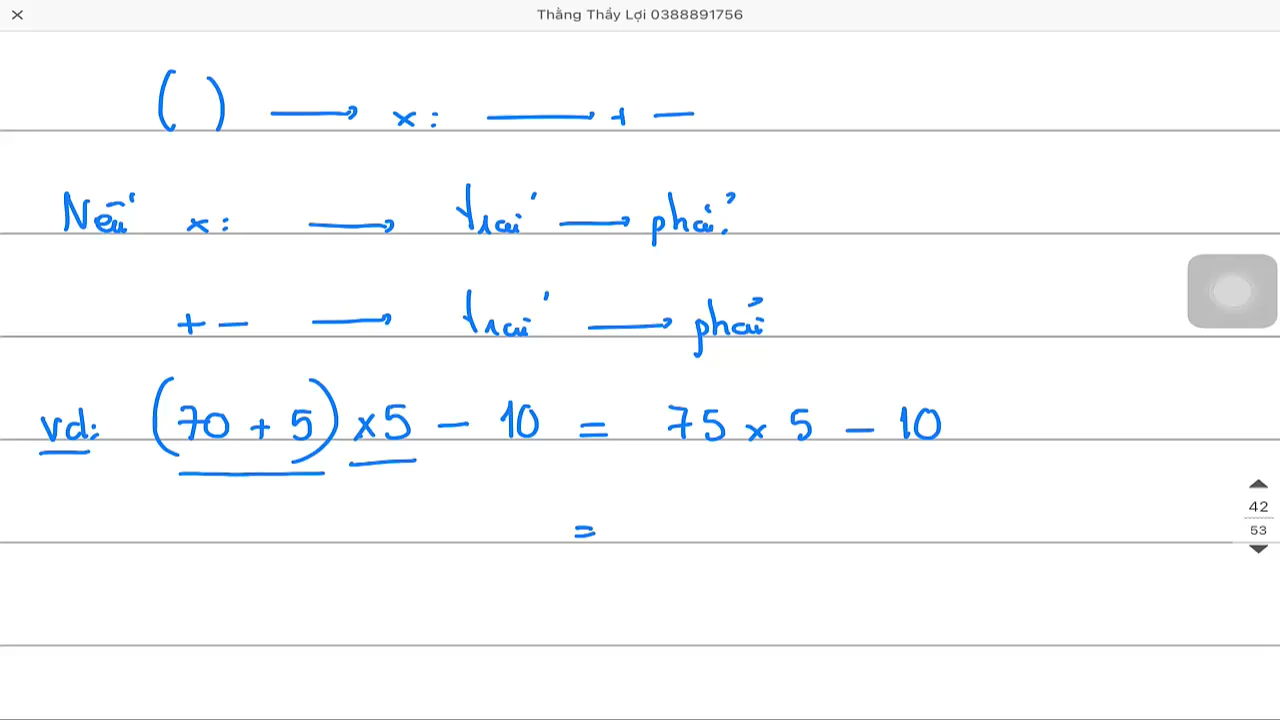 Thằng Thầy Lợi 0388891756
( ) → x : → + −
Nếu x : → trái → phải
+ − → trái → phải
vd: (70 + 5) x 5 − 10 = 75 x 5 − 10
=
42
53